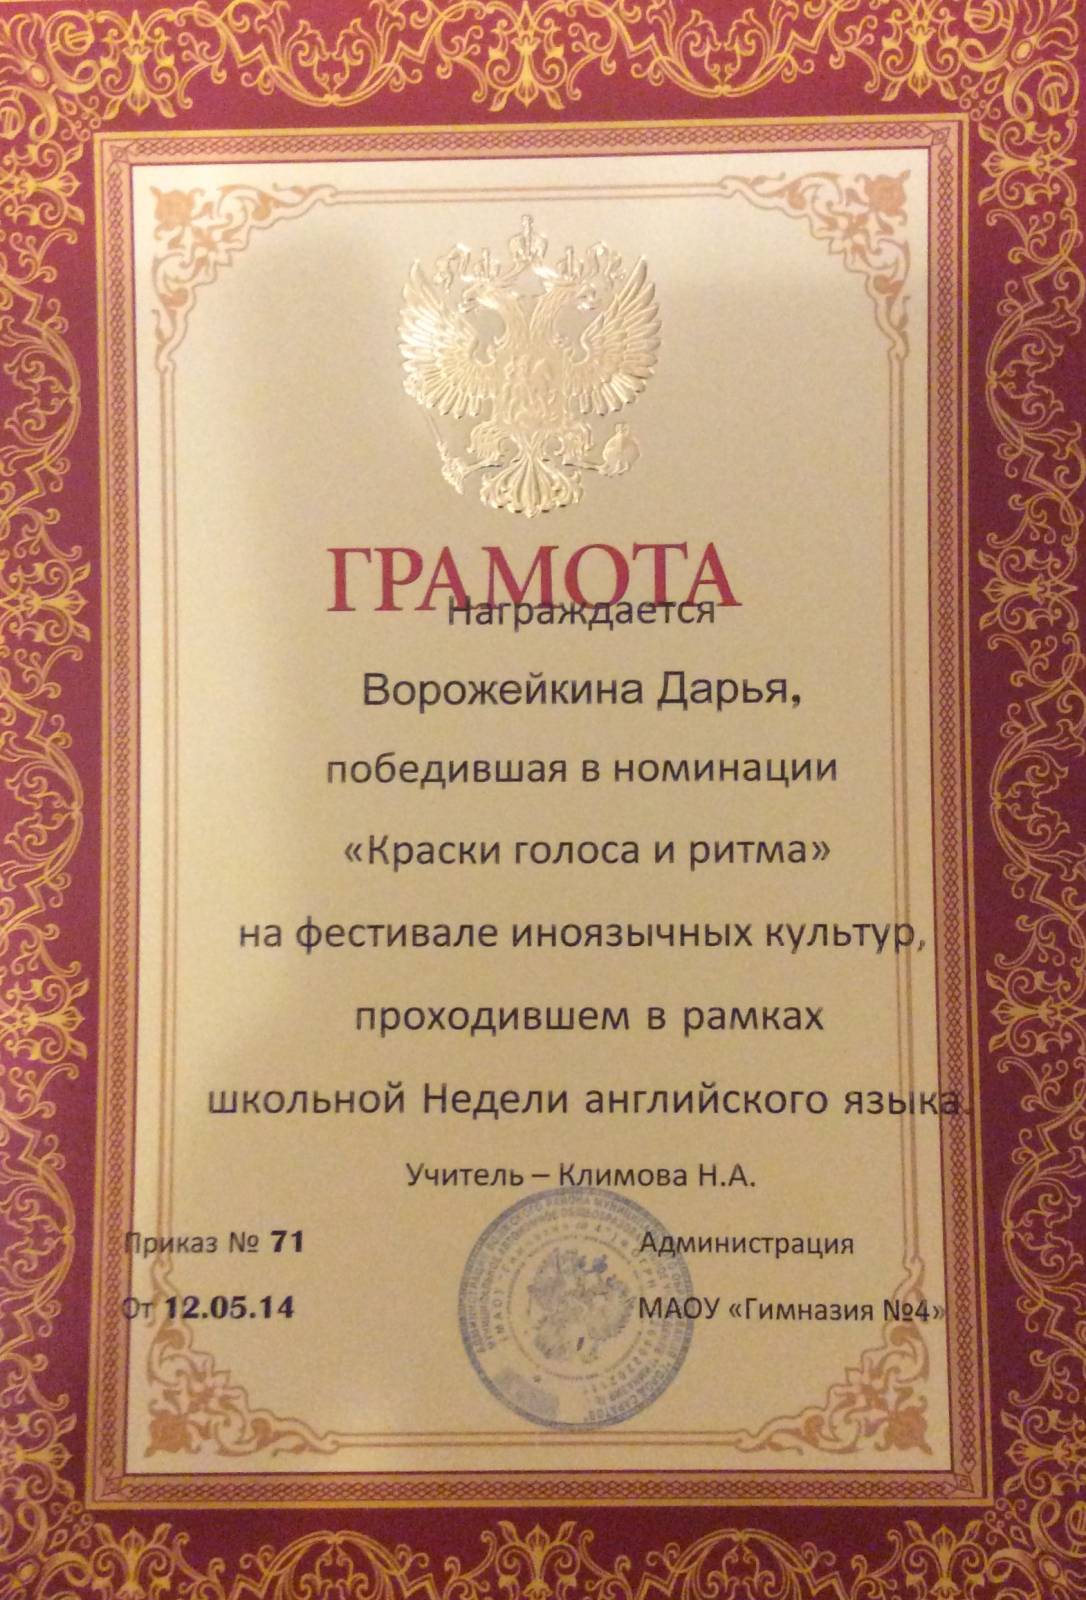 ГРАМОТА
Награждается
Ворожейкина Дарья,
победившая в номинации
«Краски голоса и ритма»
на фестивале иноязычных культур,
проходившем в рамках
школьной Недели английского языка.
Учитель – Климова Н.А.
Приказ № 71 Администрация
От 12.05.14 МАОУ «Гимназия №4»